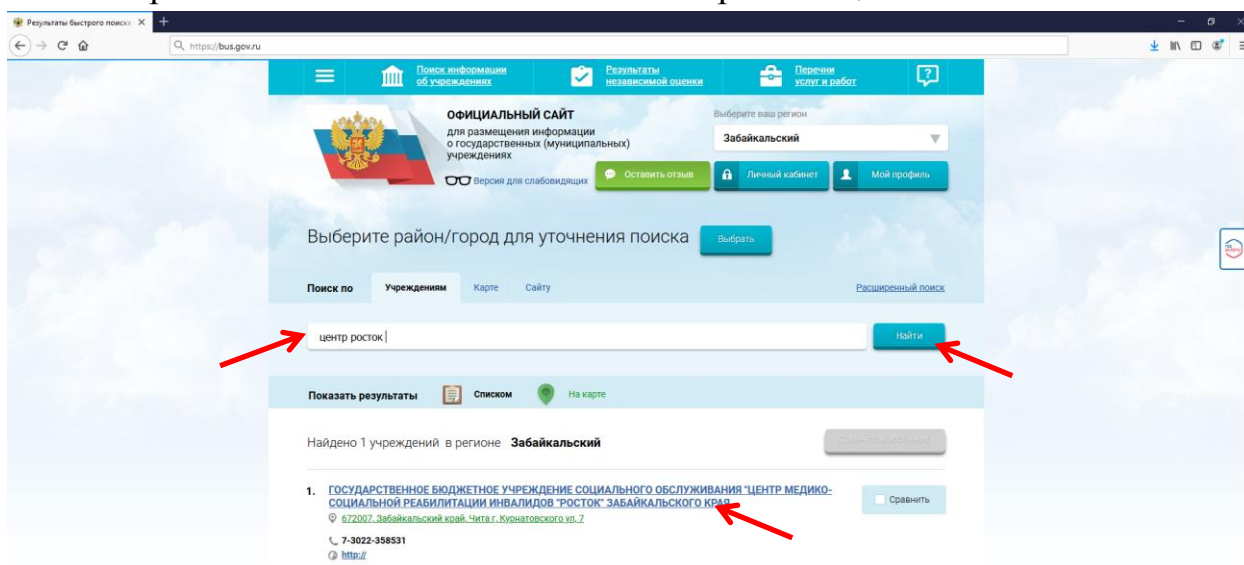 Результаты быстрого поиска
https://bus.gov.ru
Поиск информации
об учреждениях
Результаты
независимой оценки
Перечни
услуг и работ
ОФИЦИАЛЬНЫЙ САЙТ
для размещения информации
о государственных (муниципальных)
учреждениях
Версия для слабовидящих
Выберите ваш регион
Забайкальский
Оставить отзыв
Личный кабинет
Мой профиль
Выберите район/город для уточнения поиска
Выбрать
Поиск по Учреждениям Карте Сайту Расширенный поиск
центр росток
Найти
Показать результаты Списком На карте
Найдено 1 учреждений в регионе Забайкальский
1. ГОСУДАРСТВЕННОЕ БЮДЖЕТНОЕ УЧРЕЖДЕНИЕ СОЦИАЛЬНОГО ОБСЛУЖИВАНИЯ "ЦЕНТР МЕДИКО-
СОЦИАЛЬНОЙ РЕАБИЛИТАЦИИ ИНВАЛИДОВ "РОСТОК" ЗАБАЙКАЛЬСКОГО КРАЯ
Сравнить
672007, Забайкальский край, Чита г, Курнатовского ул, 7
7-3022-358531
http://